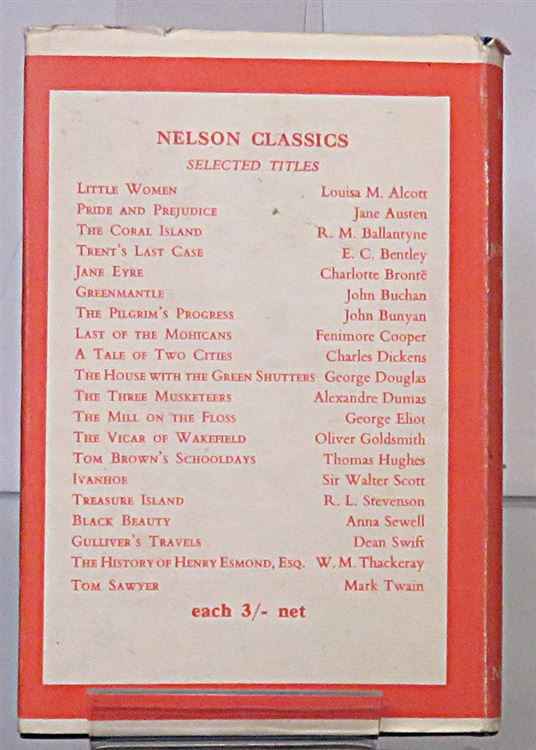 NELSON CLASSICS
SELECTED TITLES
LITTLE WOMEN Louisa M. Alcott
PRIDE AND PREJUDICE Jane Austen
THE CORAL ISLAND R. M. Ballantyne
TRENT'S LAST CASE E. C. Bentley
JANE EYRE Charlotte Brontë
GREENMANTLE John Buchan
THE PILGRIM'S PROGRESS John Bunyan
LAST OF THE MOHICANS Fenimore Cooper
A TALE OF TWO CITIES Charles Dickens
THE HOUSE WITH THE GREEN SHUTTERS George Douglas
THE THREE MUSKETEERS Alexandre Dumas
THE MILL ON THE FLOSS George Eliot
THE VICAR OF WAKEFIELD Oliver Goldsmith
TOM BROWN'S SCHOOLDAYS Thomas Hughes
IVANHOE Sir Walter Scott
TREASURE ISLAND R. L. Stevenson
BLACK BEAUTY Anna Sewell
GULLIVER'S TRAVELS Dean Swift
THE HISTORY OF HENRY ESMOND, ESQ. W. M. Thackeray
TOM SAWYER Mark Twain
each 3/- net